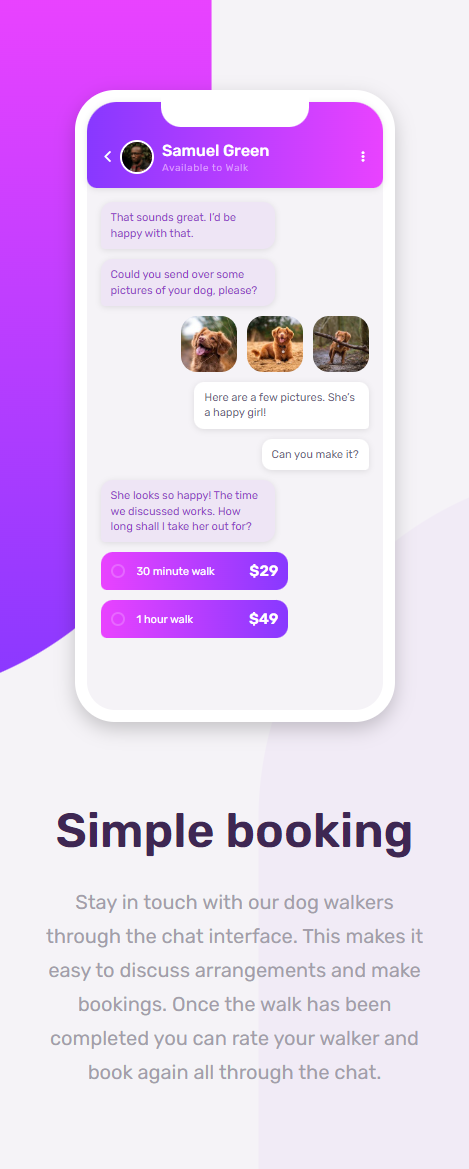 Samuel Green
Available to Walk
That sounds great. I'd be
happy with that.
Could you send over some
pictures of your dog, please?
Here are a few pictures. She's
a happy girl!
Can you make it?
She looks so happy! The time
we discussed works. How
long shall I take her out for?
30 minute walk $29
1 hour walk $49
Simple booking
Stay in touch with our dog walkers
through the chat interface. This makes it
easy to discuss arrangements and make
bookings. Once the walk has been
completed you can rate your walker and
book again all through the chat.